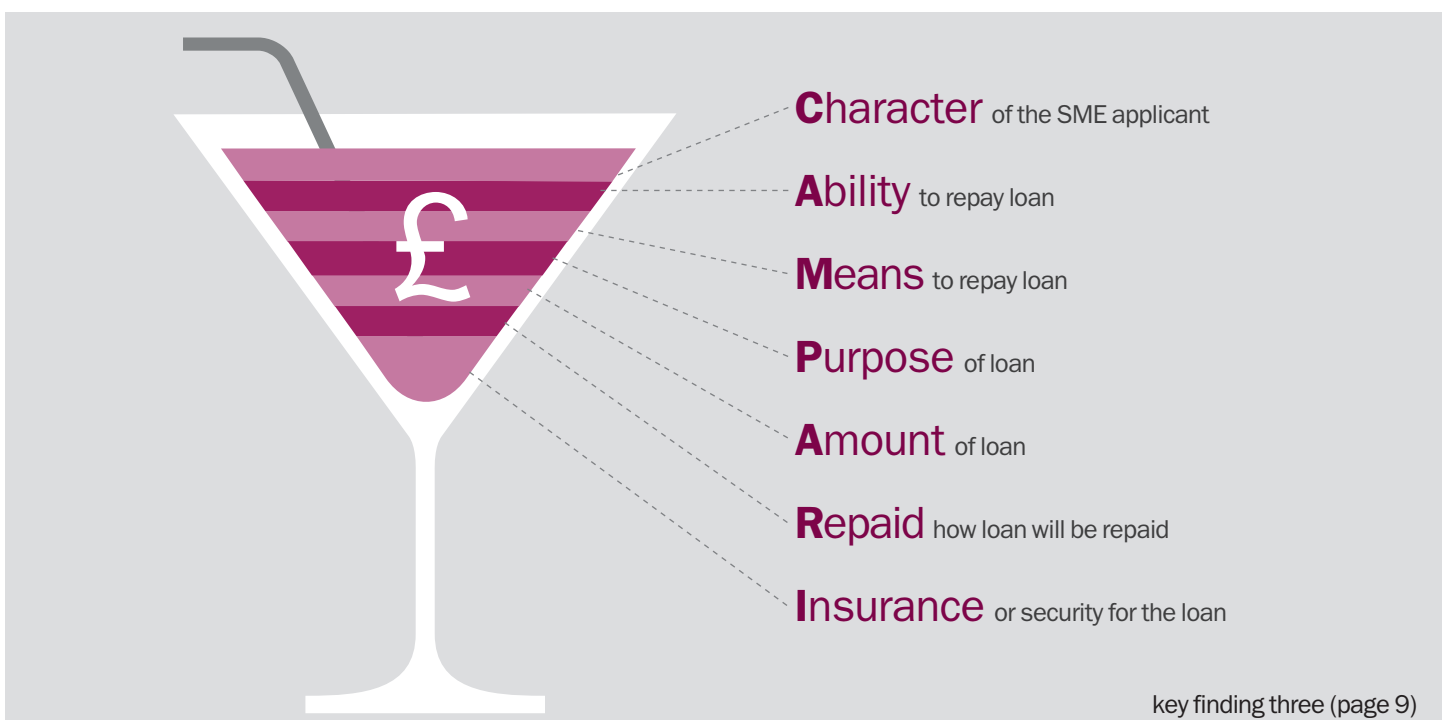 Character of the SME applicant
Ability to repay loan
Means to repay loan
£
Purpose of loan
Amount of loan
Repaid how loan will be repaid
Insurance or security for the loan
key finding three (page 9)